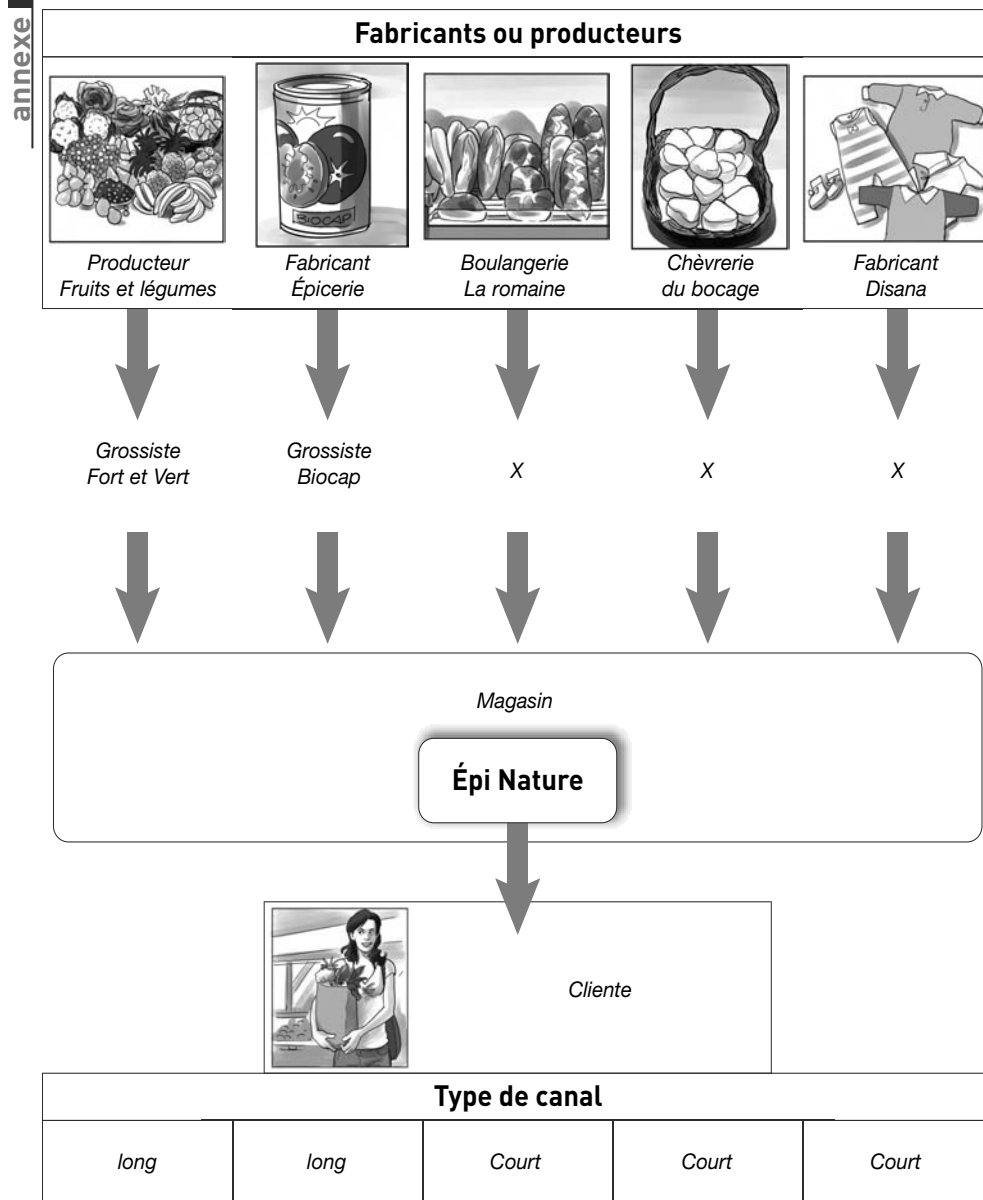 annexe
Fabricants ou producteurs
BIOCAP
Producteur
Fruits et légumes
Fabricant
Épicerie
Boulangerie
La romaine
Chèvrerie
du bocage
Fabricant
Disana
Grossiste
Fort et Vert
Grossiste
Biocap
X
X
X
Magasin
Épi Nature
Cliente
Type de canal
long
long
Court
Court
Court